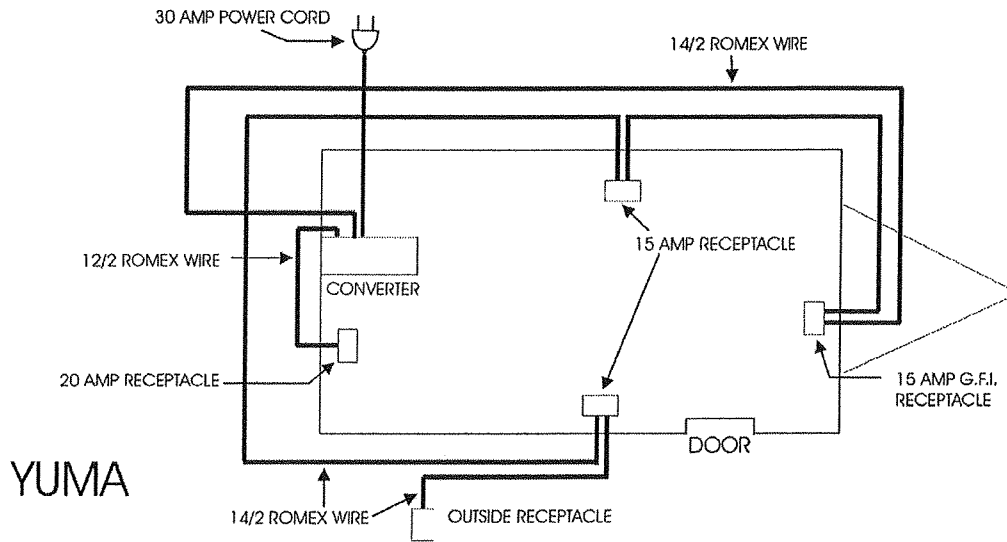 30 AMP POWER CORD
14/2 ROMEX WIRE
15 AMP RECEPTACLE
12/2 ROMEX WIRE
CONVERTER
20 AMP RECEPTACLE
15 AMP G.F.I.
RECEPTACLE
DOOR
YUMA
14/2 ROMEX WIRE
OUTSIDE RECEPTACLE